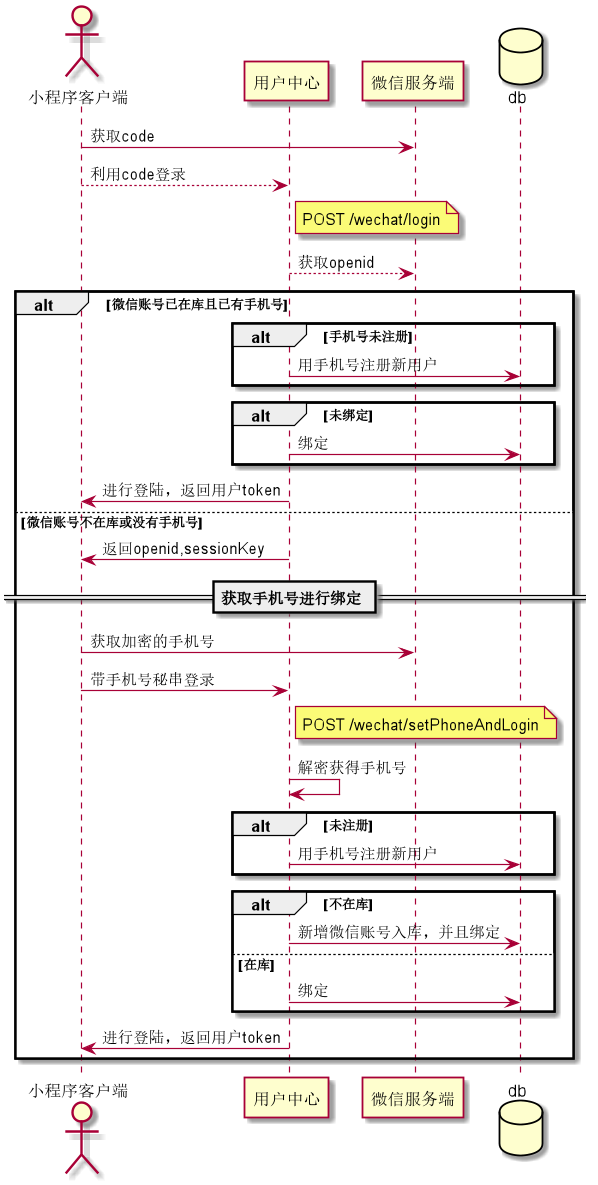 小程序客户端
用户中心
微信服务端
db
获取code
利用code登录
POST /wechat/login
获取openid
alt
[微信账号已在库且已有手机号]
alt
[手机号未注册]
用手机号注册新用户
alt
[未绑定]
绑定
进行登陆，返回用户token
[微信账号不在库或没有手机号]
返回openid,sessionKey
获取手机号进行绑定
获取加密的手机号
带手机号秘串登录
POST /wechat/setPhoneAndLogin
解密获得手机号
alt
[未注册]
用手机号注册新用户
alt
[不在库]
新增微信账号入库，并且绑定
[在库]
绑定
进行登陆，返回用户token
小程序客户端
用户中心
微信服务端
db